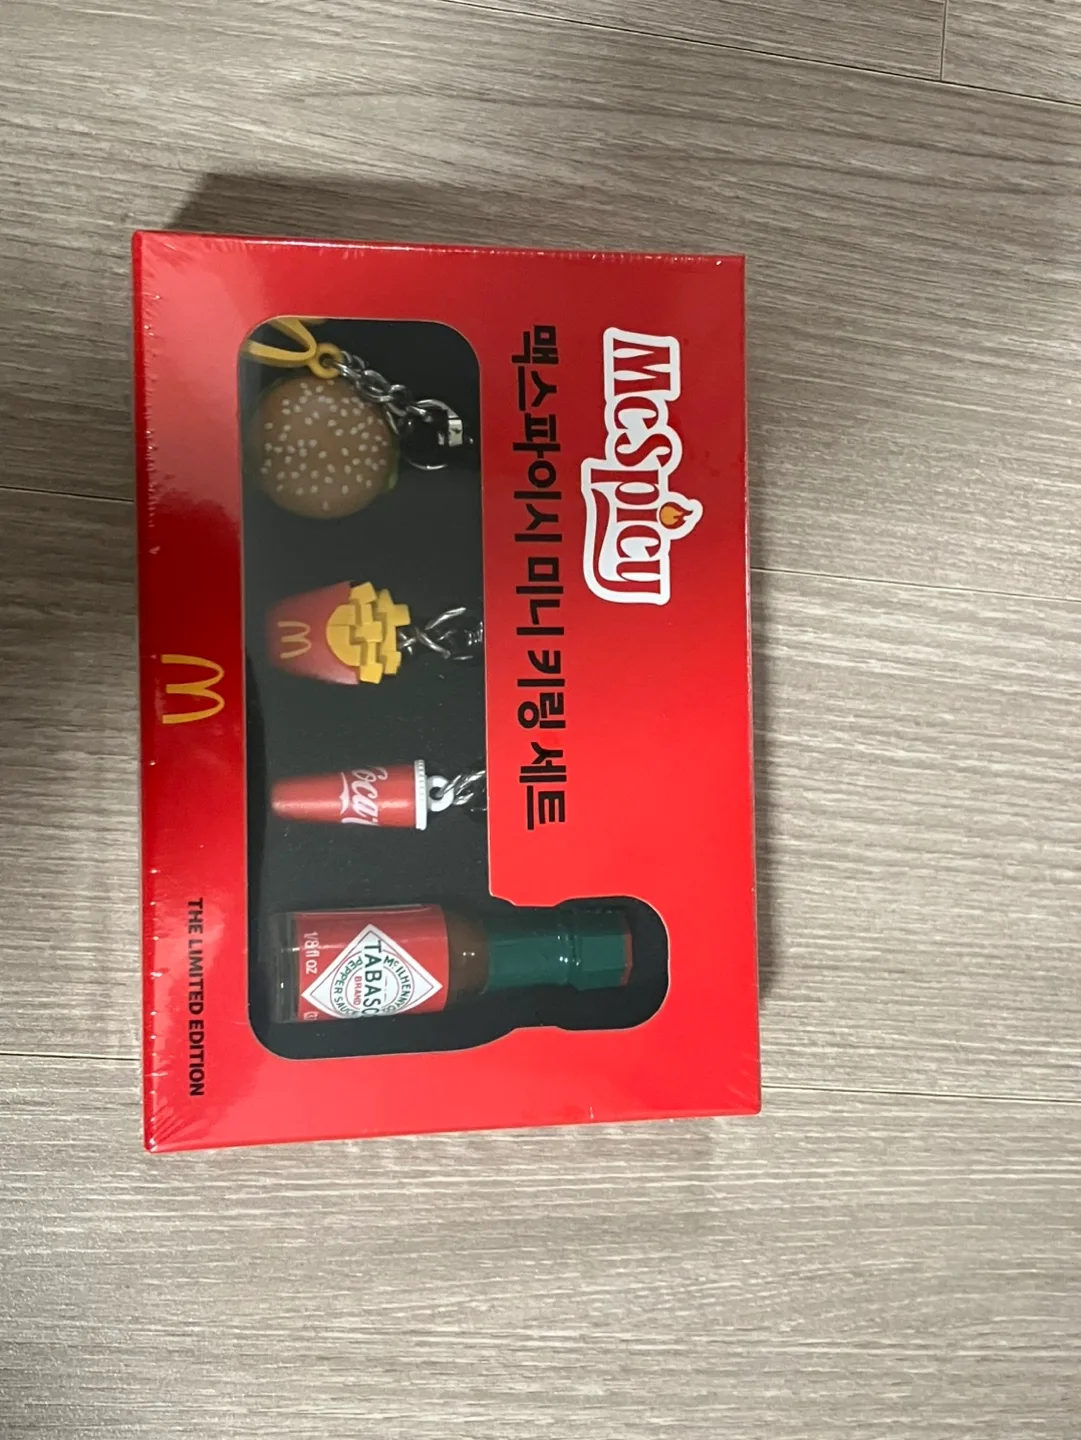 McSpicy
맥스파이시 미니 키링 세트
Coca
1/8 fl oz
McILHENNY CO
TABASCO
BRAND
PEPPER SAUCE
THE LIMITED EDITION